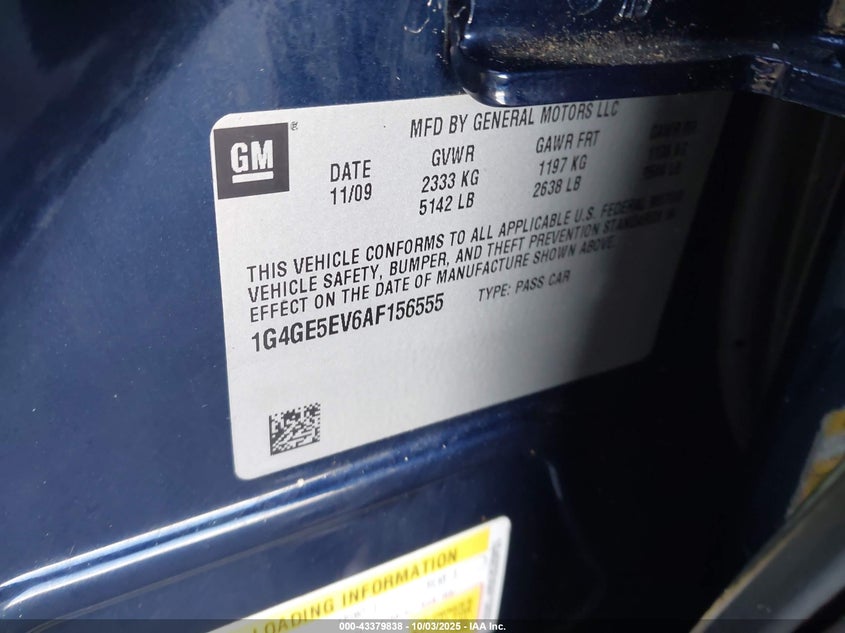 GM ®
MFD BY GENERAL MOTORS LLC
DATE GVWR GAWR FRT GAWR RR
11/09 2333 KG 1197 KG
5142 LB 2638 LB
THIS VEHICLE CONFORMS TO ALL APPLICABLE U.S. FEDERAL MOTOR
VEHICLE SAFETY, BUMPER, AND THEFT PREVENTION STANDARDS IN
EFFECT ON THE DATE OF MANUFACTURE SHOWN ABOVE.
1G4GE5EV6AF156555 TYPE: PASS CAR
LOADING INFORMATION
000-43379838 - 10/03/2025 - IAA Inc.